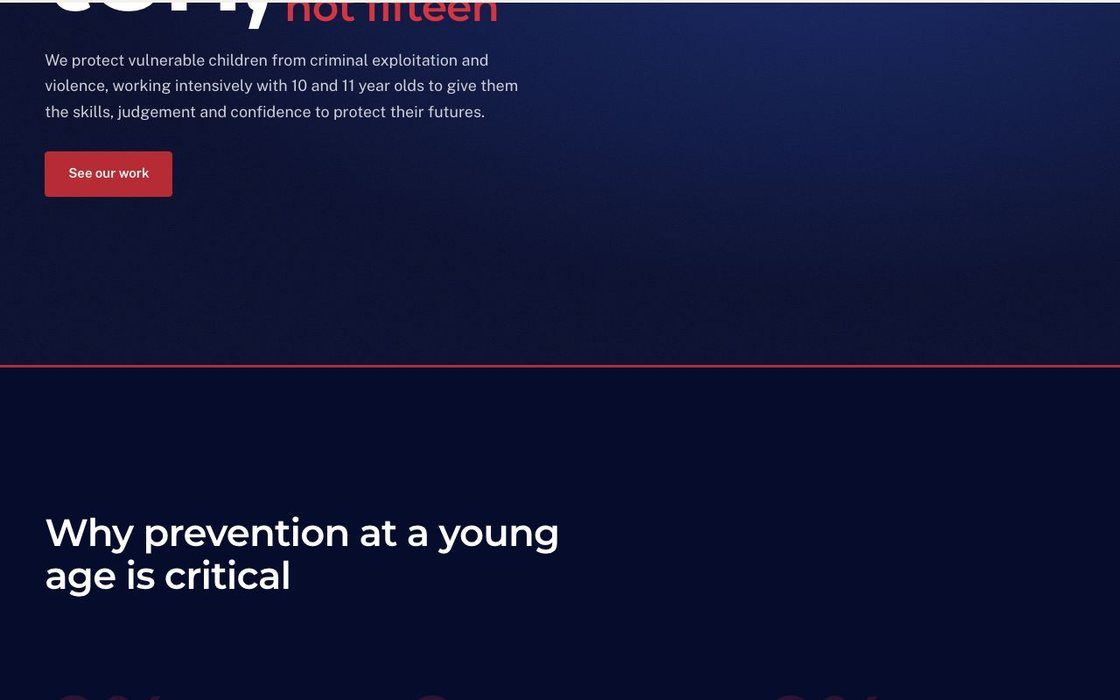 ten, not fifteen
We protect vulnerable children from criminal exploitation and
violence, working intensively with 10 and 11 year olds to give them
the skills, judgement and confidence to protect their futures.
See our work
Why prevention at a young
age is critical